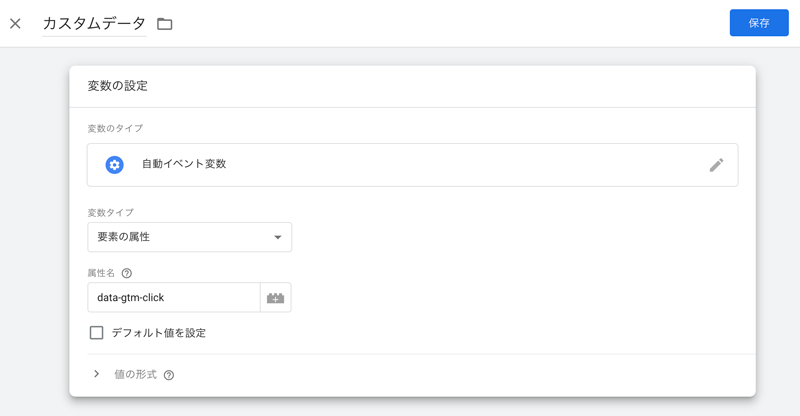 カスタムデータ
保存
変数の設定
変数のタイプ
自動イベント変数
変数タイプ
要素の属性
属性名
data-gtm-click
デフォルト値を設定
値の形式